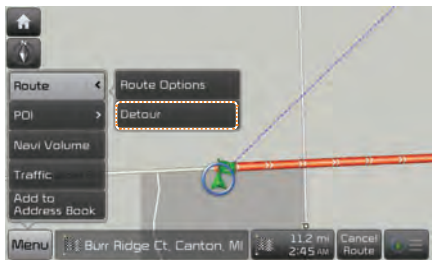 Route
Route Options
POI
Detour
Navi Volume
Traffic
Add to
Address Book
Menu
Burr Ridge Ct, Canton, MI
11.2 mi
2:45 AM
Cancel
Route